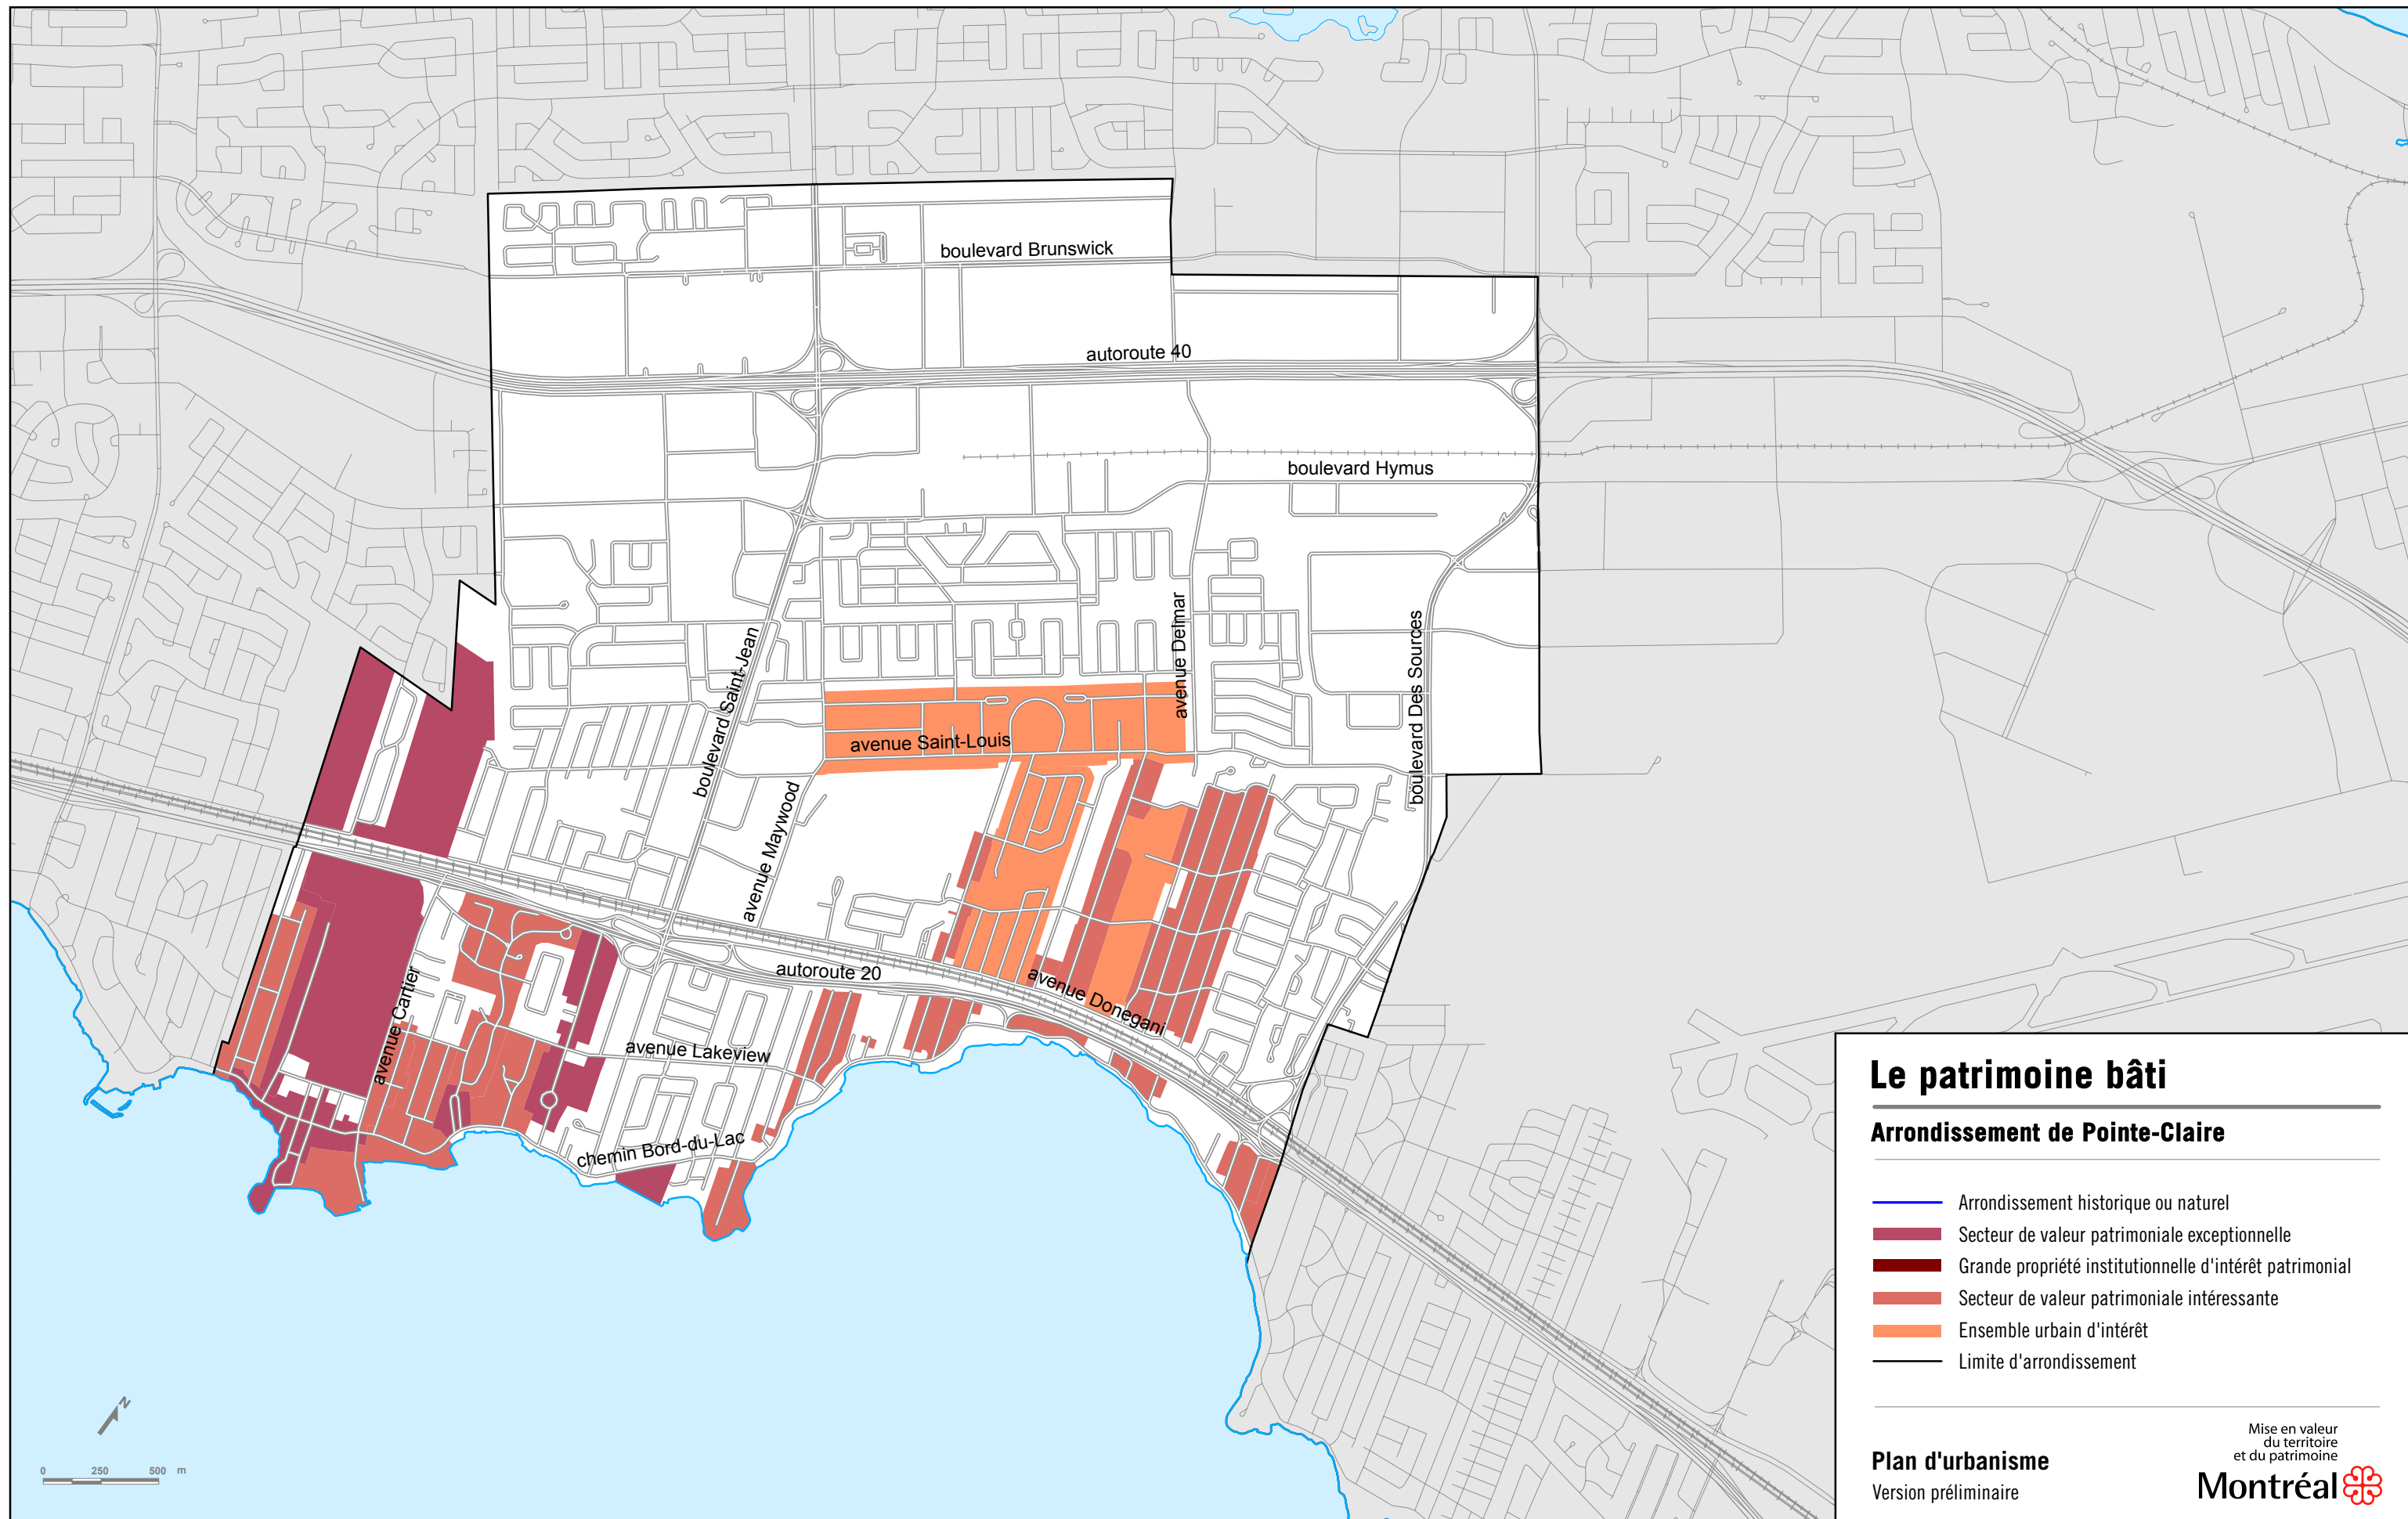 boulevard Brunswick
autoroute 40
boulevard Hymus
avenue Delmar
boulevard Des Sources
boulevard Saint-Jean
avenue Saint-Louis
avenue Maywood
autoroute 20
avenue Donegani
avenue Cartier
avenue Lakeview
chemin Bord-du-Lac
N
0 250 500 m
Le patrimoine bâti
Arrondissement de Pointe-Claire
Arrondissement historique ou naturel
Secteur de valeur patrimoniale exceptionnelle
Grande propriété institutionnelle d'intérêt patrimonial
Secteur de valeur patrimoniale intéressante
Ensemble urbain d'intérêt
Limite d'arrondissement
Plan d'urbanisme
Version préliminaire
Mise en valeur
du territoire
et du patrimoine
Montréal